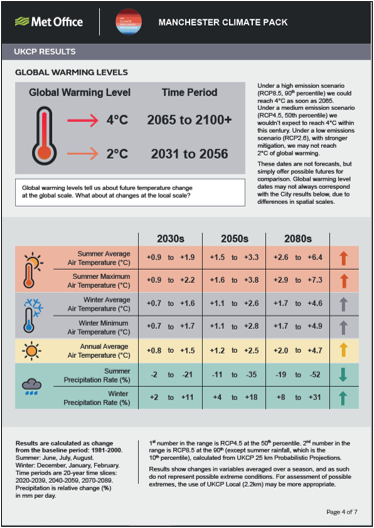 Met Office
MANCHESTER CLIMATE PACK
UKCP RESULTS
GLOBAL WARMING LEVELS
Global Warming Level Time Period
4°C 2065 to 2100+
2°C 2031 to 2056
Global warming levels tell us about future temperature change
at the global scale. What about at changes at the local scale?
Under a high emission scenario
(RCP8.5, 90th percentile) we could
reach 4°C as soon as 2065.
Under a medium emission scenario
(RCP4.5, 50th percentile) we
wouldn't expect to reach 4°C within
this century. Under a low emissions
scenario (RCP2.6), with stronger
mitigation, we may not reach
2°C of global warming.
These dates are not forecasts, but
simply offer possible futures for
comparison. Global warming level
dates may not always correspond
with the City results below, due to
differences in spatial scales.
2030s 2050s 2080s
Summer Average
Air Temperature (°C) +0.9 to +1.9 +1.5 to +3.3 +2.6 to +6.4
Summer Maximum
Air Temperature (°C) +0.9 to +2.2 +1.6 to +3.8 +2.9 to +7.3
Winter Average
Air Temperature (°C) +0.7 to +1.6 +1.1 to +2.6 +1.7 to +4.6
Winter Minimum
Air Temperature (°C) +0.7 to +1.7 +1.1 to +2.8 +1.7 to +4.9
Annual Average
Air Temperature (°C) +0.8 to +1.5 +1.2 to +2.5 +2.0 to +4.7
Summer
Precipitation Rate (%) -2 to -21 -11 to -35 -19 to -52
Winter
Precipitation Rate (%) +2 to +11 +4 to +18 +8 to +31
Results are calculated as change
from the baseline period: 1981-2000.
Summer: June, July, August.
Winter: December, January, February.
Time periods are 20-year time slices:
2020-2039, 2040-2059, 2070-2089.
Precipitation is relative change (%)
in mm per day.
1st number in the range is RCP4.5 at the 50th percentile. 2nd number in the
range is RCP8.5 at the 90th (except summer rainfall, which is the
10th percentile), calculated from UKCP 25 km Probabilistic Projections.
Results show changes in variables averaged over a season, and as such
do not represent possible extreme conditions. For assessment of possible
extremes, the use of UKCP Local (2.2km) may be more appropriate.
Page 4 of 7